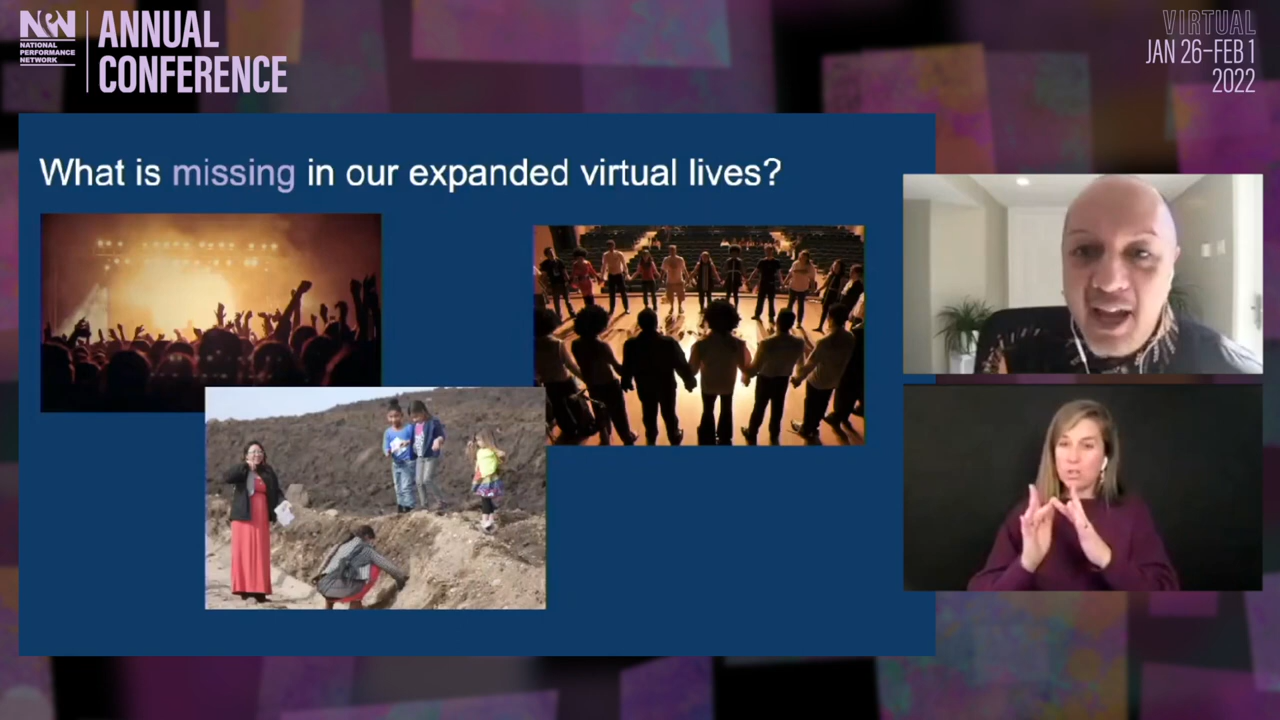 NPN
NATIONAL
PERFORMANCE
NETWORK
ANNUAL
CONFERENCE
VIRTUAL
JAN 26–FEB 1
2022
What is missing in our expanded virtual lives?